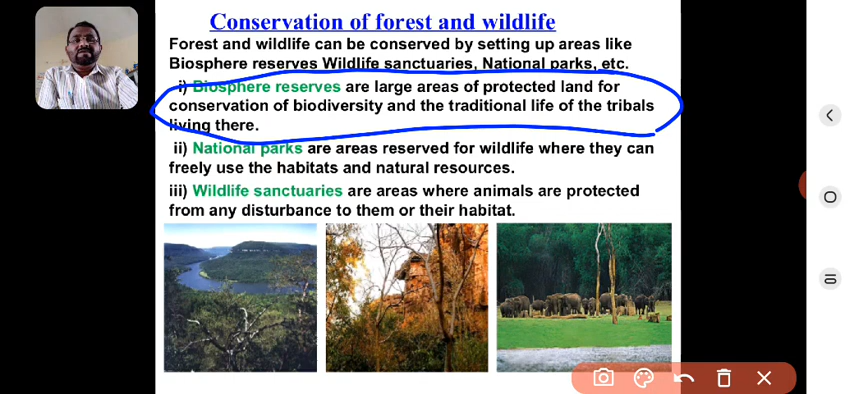 Conservation of forest and wildlife
Forest and wildlife can be conserved by setting up areas like
Biosphere reserves Wildlife sanctuaries, National parks, etc.
i) Biosphere reserves are large areas of protected land for
conservation of biodiversity and the traditional life of the tribals
living there.
ii) National parks are areas reserved for wildlife where they can
freely use the habitats and natural resources.
iii) Wildlife sanctuaries are areas where animals are protected
from any disturbance to them or their habitat.